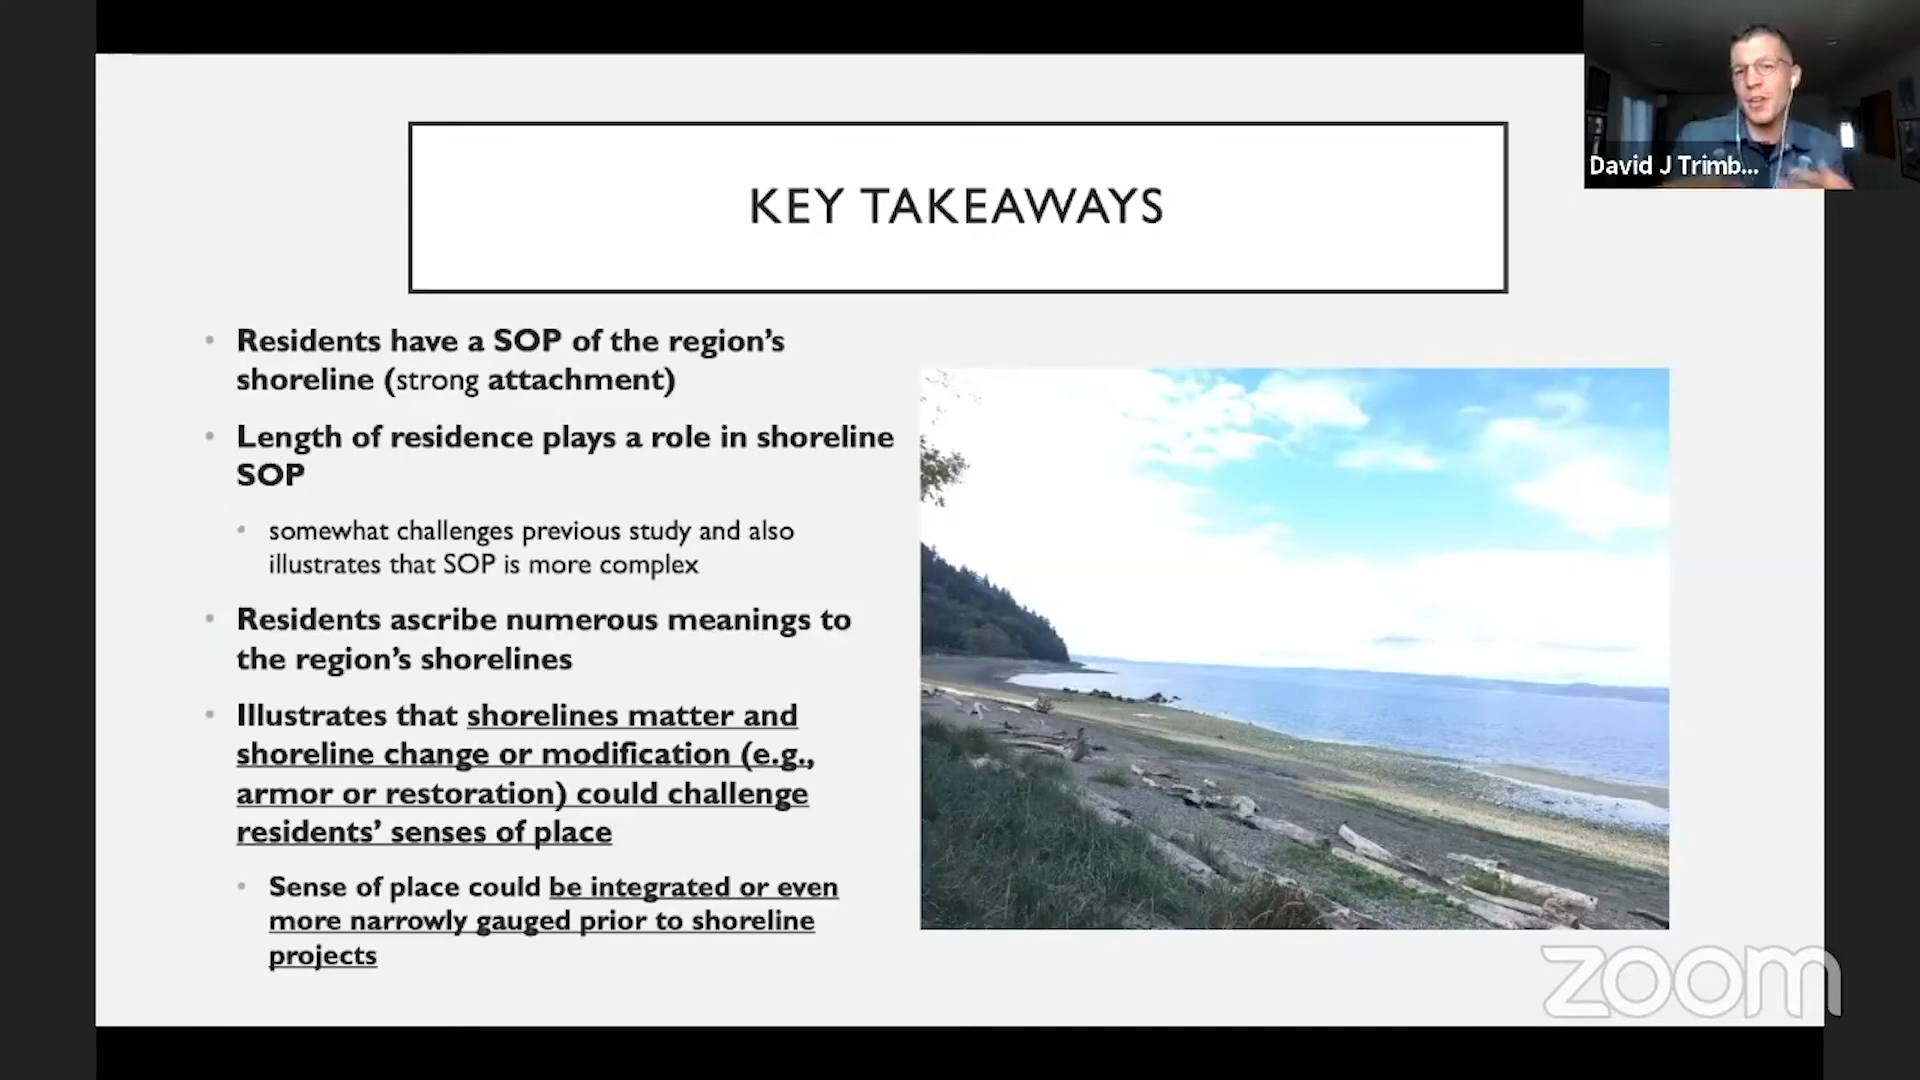 David J Trimb...
KEY TAKEAWAYS
• Residents have a SOP of the region's
shoreline (strong attachment)
• Length of residence plays a role in shoreline
SOP
• somewhat challenges previous study and also
illustrates that SOP is more complex
• Residents ascribe numerous meanings to
the region's shorelines
• Illustrates that shorelines matter and
shoreline change or modification (e.g.,
armor or restoration) could challenge
residents' senses of place
• Sense of place could be integrated or even
more narrowly gauged prior to shoreline
projects
zoom